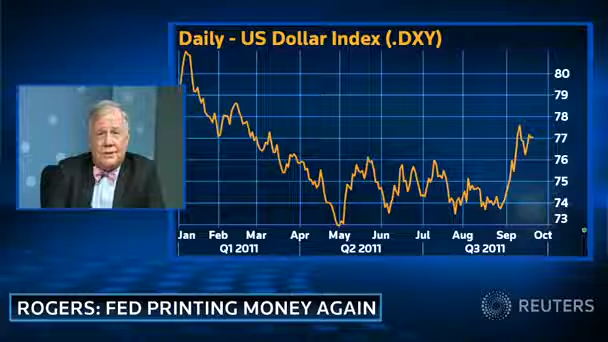 Daily - US Dollar Index (.DXY)
80
79
78
77
76
75
74
73
Jan Feb Mar Apr May Jun Jul Aug Sep Oct
Q1 2011 Q2 2011 Q3 2011
ROGERS: FED PRINTING MONEY AGAIN
REUTERS